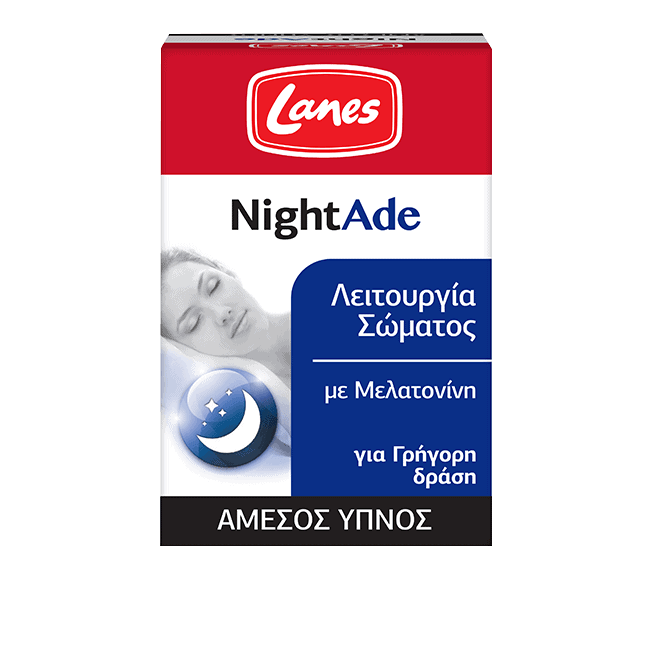 Lanes
NightAde
Λειτουργία
Σώματος
με Μελατονίνη
για Γρήγορη
δράση
ΑΜΕΣΟΣ ΥΠΝΟΣ